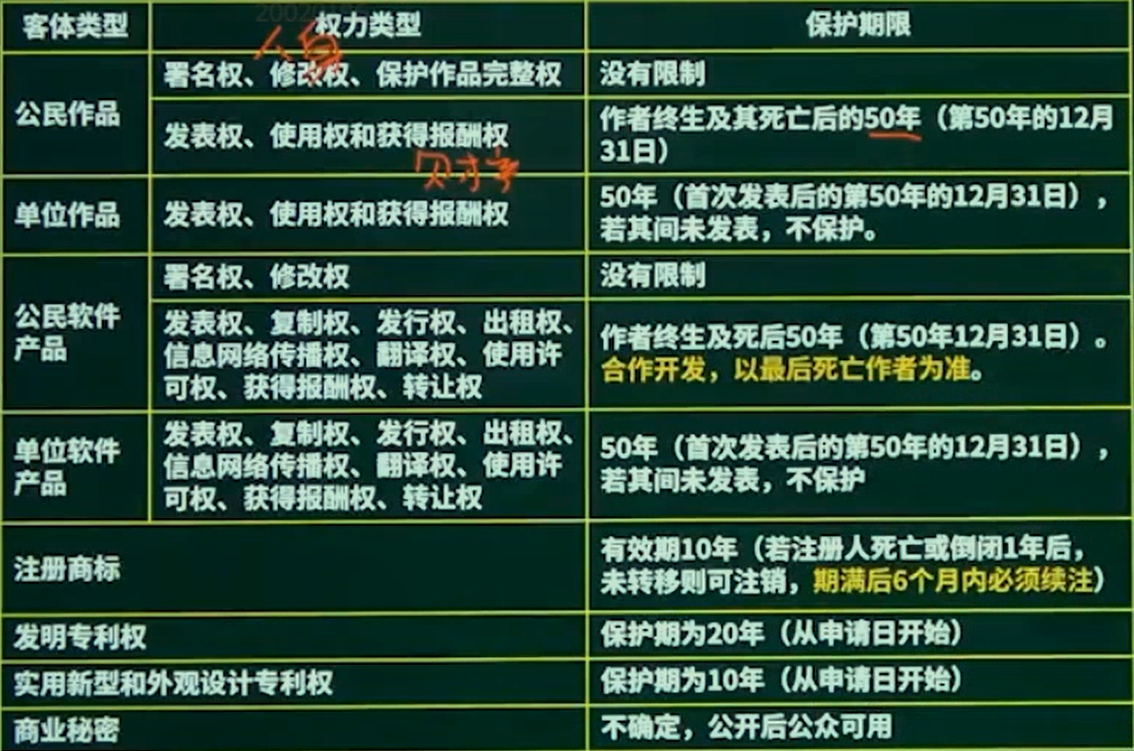 客体类型
权力类型
保护期限
公民作品
人身
署名权、修改权、保护作品完整权
没有限制
发表权、使用权和获得报酬权
作者终生及其死亡后的50年（第50年的12月
31日）
单位作品
发表权、使用权和获得报酬权
50年（首次发表后的第50年的12月31日），
若其间未发表，不保护。
公民软件
产品
署名权、修改权
没有限制
发表权、复制权、发行权、出租权、
信息网络传播权、翻译权、使用许
可权、获得报酬权、转让权
作者终生及死后50年（第50年12月31日）。
合作开发，以最后死亡作者为准。
单位软件
产品
发表权、复制权、发行权、出租权、
信息网络传播权、翻译权、使用许
可权、获得报酬权、转让权
50年（首次发表后的第50年的12月31日），
若其间未发表，不保护
注册商标
有效期10年（若注册人死亡或倒闭1年后，
未转移则可注销，期满后6个月内必须续注）
发明专利权
保护期为20年（从申请日开始）
实用新型和外观设计专利权
保护期为10年（从申请日开始）
商业秘密
不确定，公开后公众可用